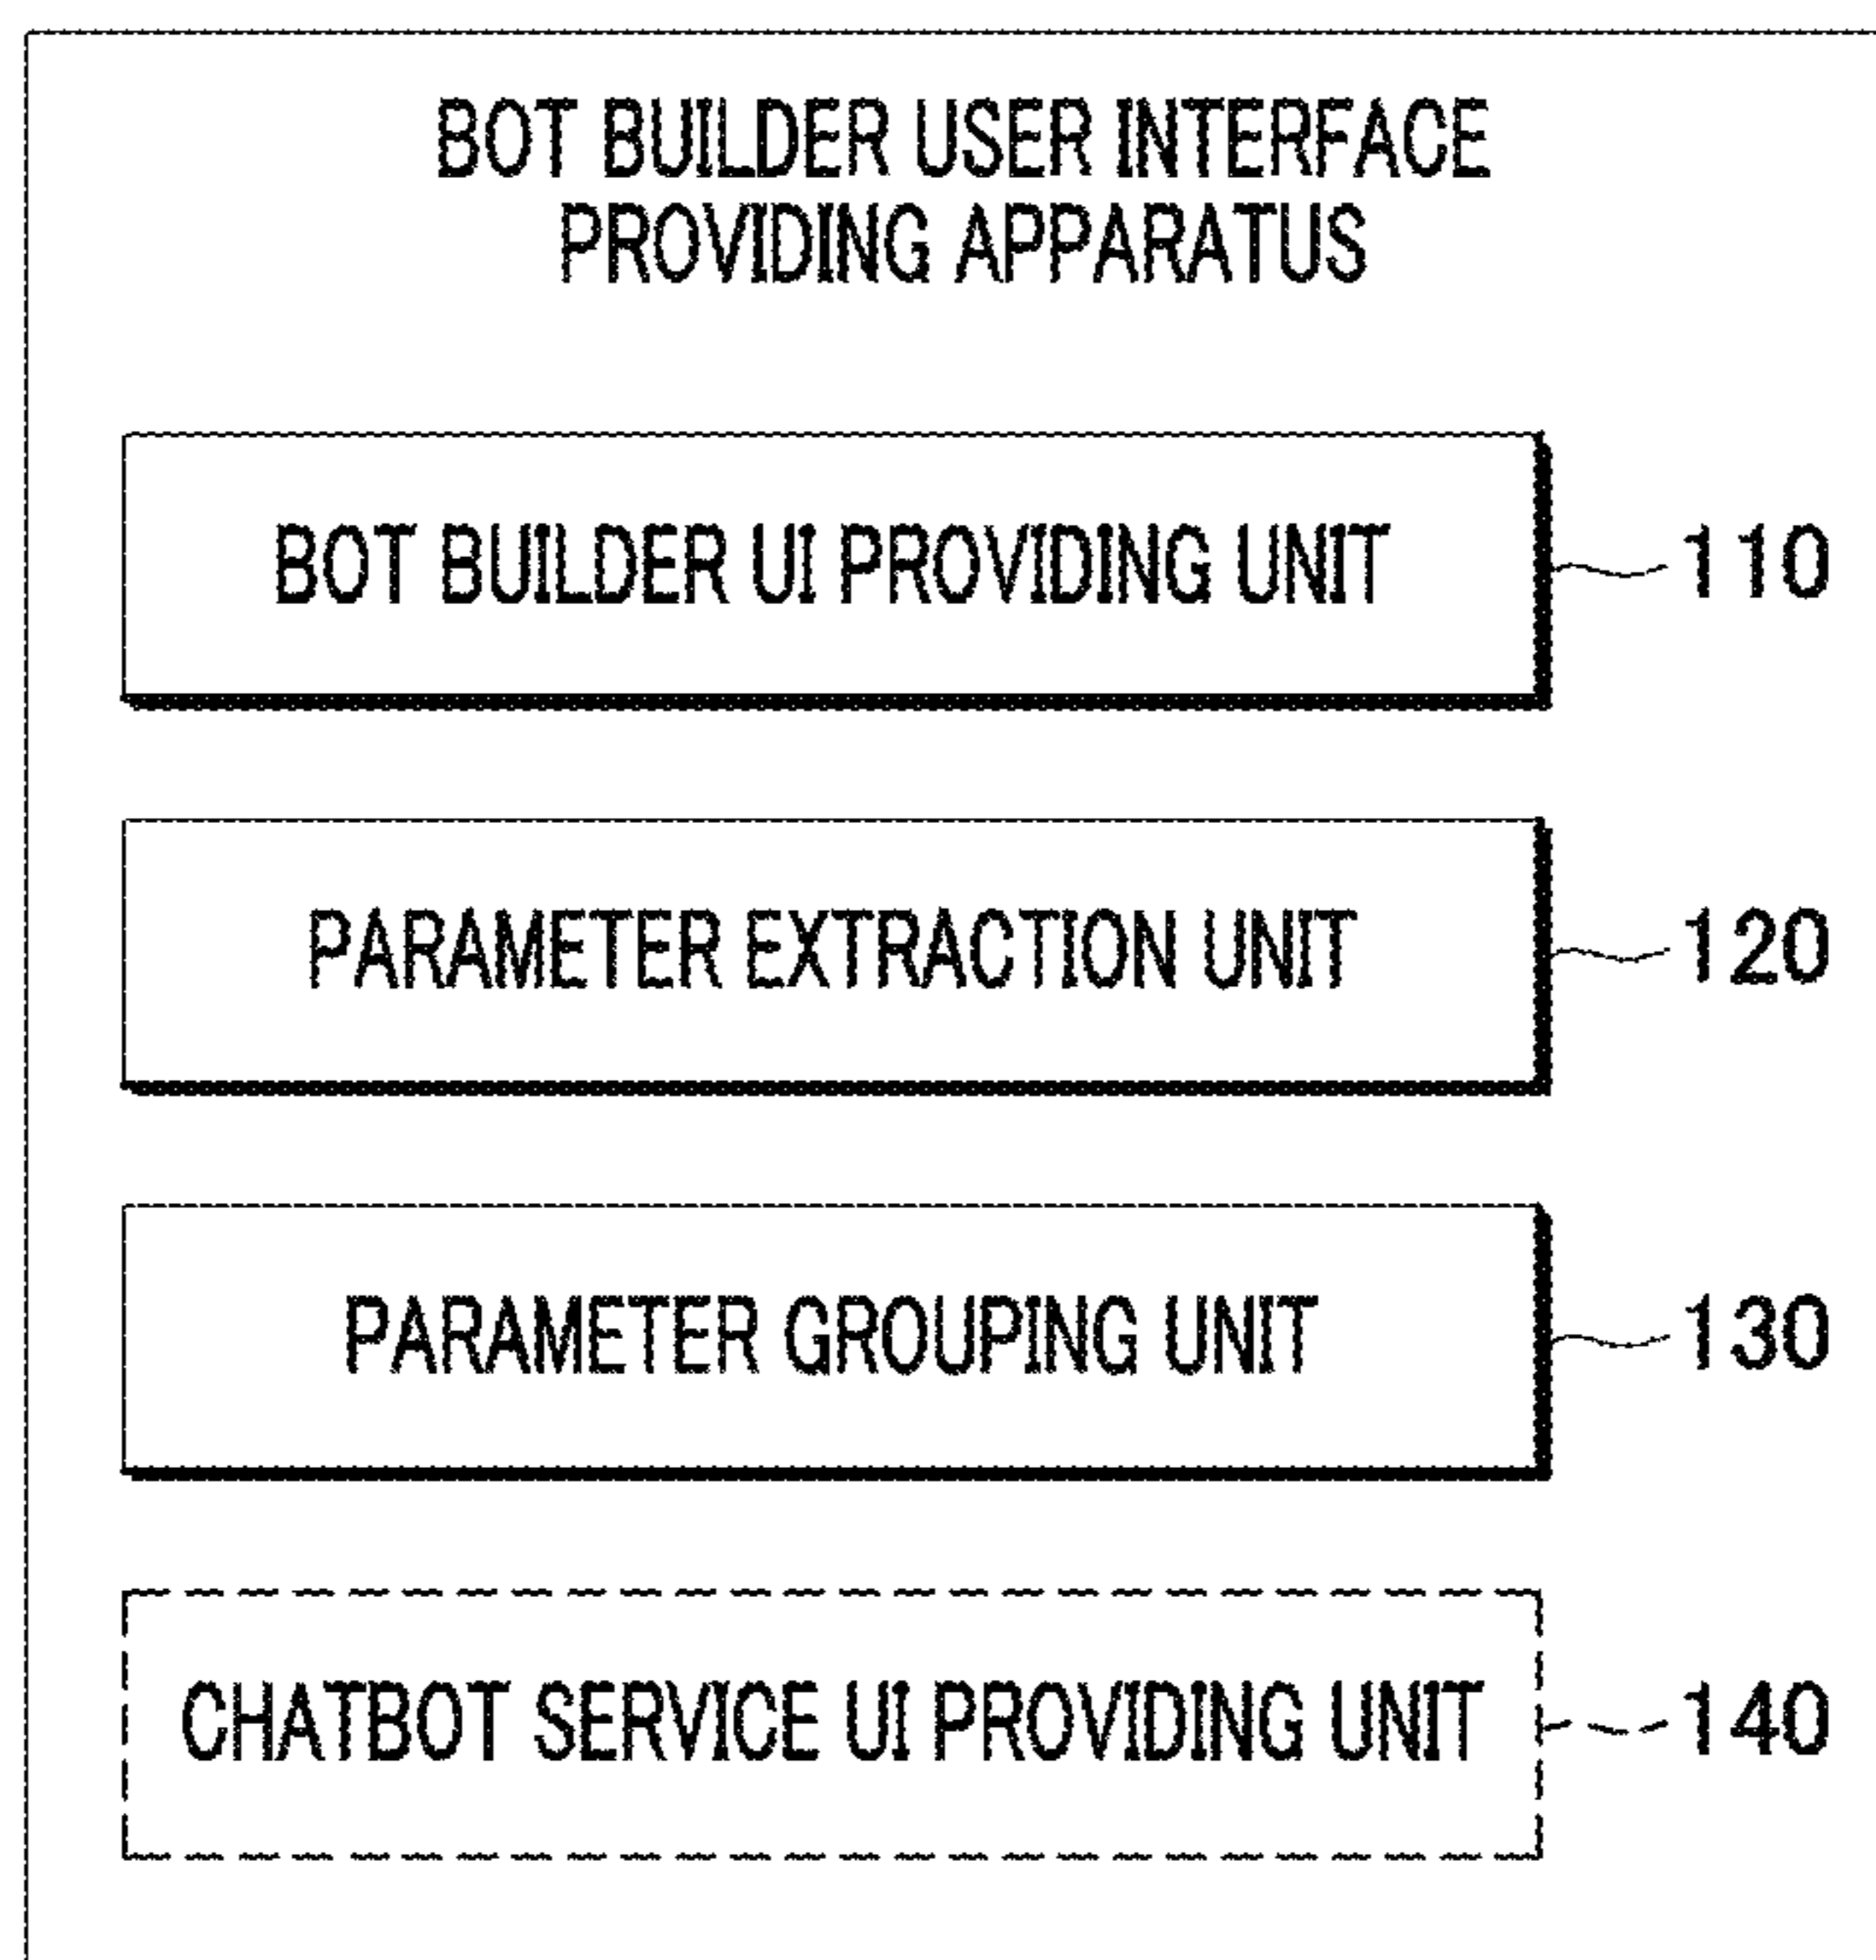 BOT BUILDER USER INTERFACE
PROVIDING APPARATUS
BOT BUILDER UI PROVIDING UNIT
110
PARAMETER EXTRACTION UNIT
120
PARAMETER GROUPING UNIT
130
CHATBOT SERVICE UI PROVIDING UNIT
140